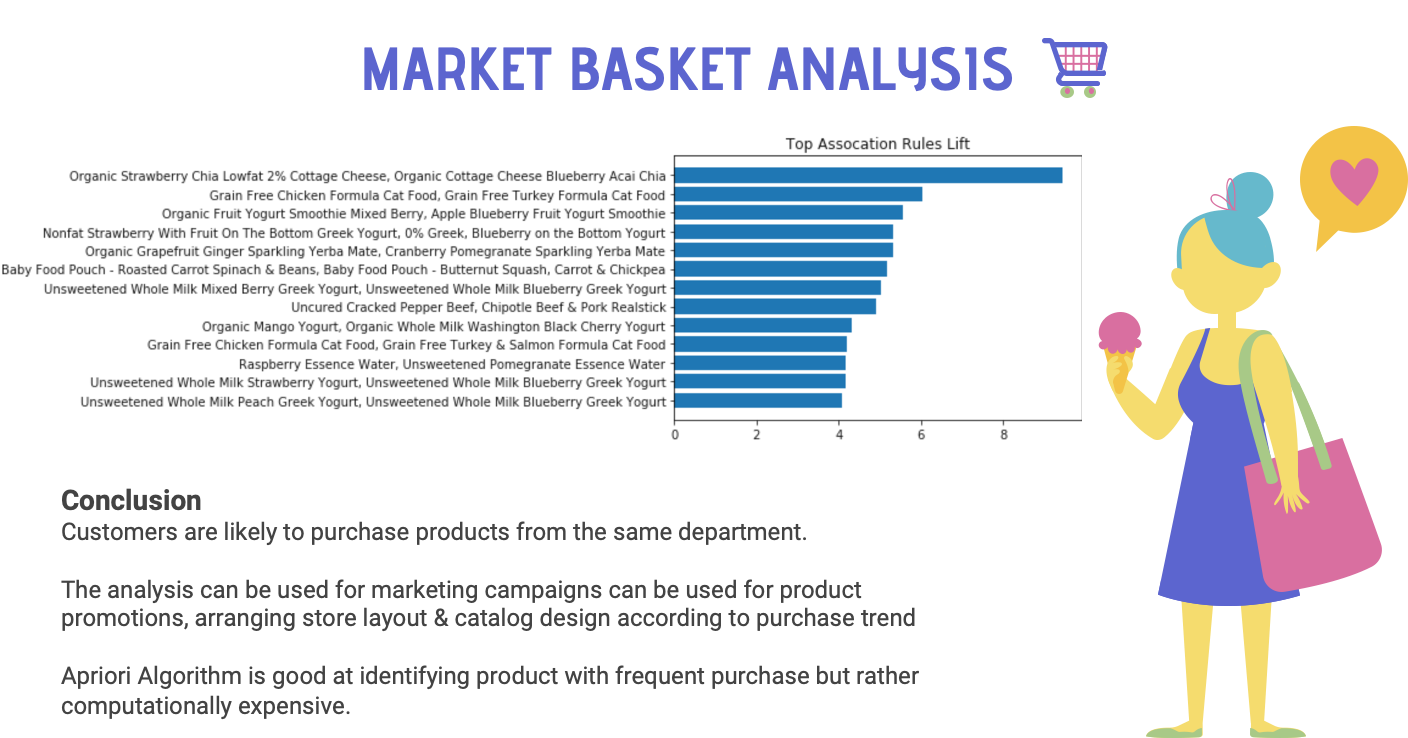 MARKET BASKET ANALYSIS
Top Assocation Rules Lift
Organic Strawberry Chia Lowfat 2% Cottage Cheese, Organic Cottage Cheese Blueberry Acai Chia
Grain Free Chicken Formula Cat Food, Grain Free Turkey Formula Cat Food
Organic Fruit Yogurt Smoothie Mixed Berry, Apple Blueberry Fruit Yogurt Smoothie
Nonfat Strawberry With Fruit On The Bottom Greek Yogurt, 0% Greek, Blueberry on the Bottom Yogurt
Organic Grapefruit Ginger Sparkling Yerba Mate, Cranberry Pomegranate Sparkling Yerba Mate
Baby Food Pouch - Roasted Carrot Spinach & Beans, Baby Food Pouch - Butternut Squash, Carrot & Chickpea
Unsweetened Whole Milk Mixed Berry Greek Yogurt, Unsweetened Whole Milk Blueberry Greek Yogurt
Uncured Cracked Pepper Beef, Chipotle Beef & Pork Realstick
Organic Mango Yogurt, Organic Whole Milk Washington Black Cherry Yogurt
Grain Free Chicken Formula Cat Food, Grain Free Turkey & Salmon Formula Cat Food
Raspberry Essence Water, Unsweetened Pomegranate Essence Water
Unsweetened Whole Milk Strawberry Yogurt, Unsweetened Whole Milk Blueberry Greek Yogurt
Unsweetened Whole Milk Peach Greek Yogurt, Unsweetened Whole Milk Blueberry Greek Yogurt
0 2 4 6 8
Conclusion
Customers are likely to purchase products from the same department.
The analysis can be used for marketing campaigns can be used for product
promotions, arranging store layout & catalog design according to purchase trend
Apriori Algorithm is good at identifying product with frequent purchase but rather
computationally expensive.